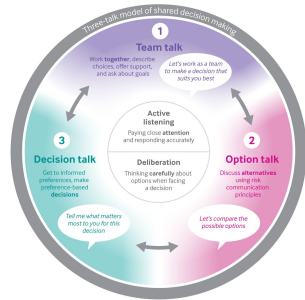 Three-talk model of shared decision making
1
Team talk
Work together, describe
choices, offer support,
and ask about goals
Let's work as a team
to make a decision that
suits you best
Active
listening
Paying close attention
and responding accurately
Deliberation
Thinking carefully about
options when facing
a decision
3
Decision talk
Get to informed
preferences, make
preference-based
decisions
Tell me what matters
most to you for this
decision
2
Option talk
Discuss alternatives
using risk
communication
principles
Let's compare the
possible options